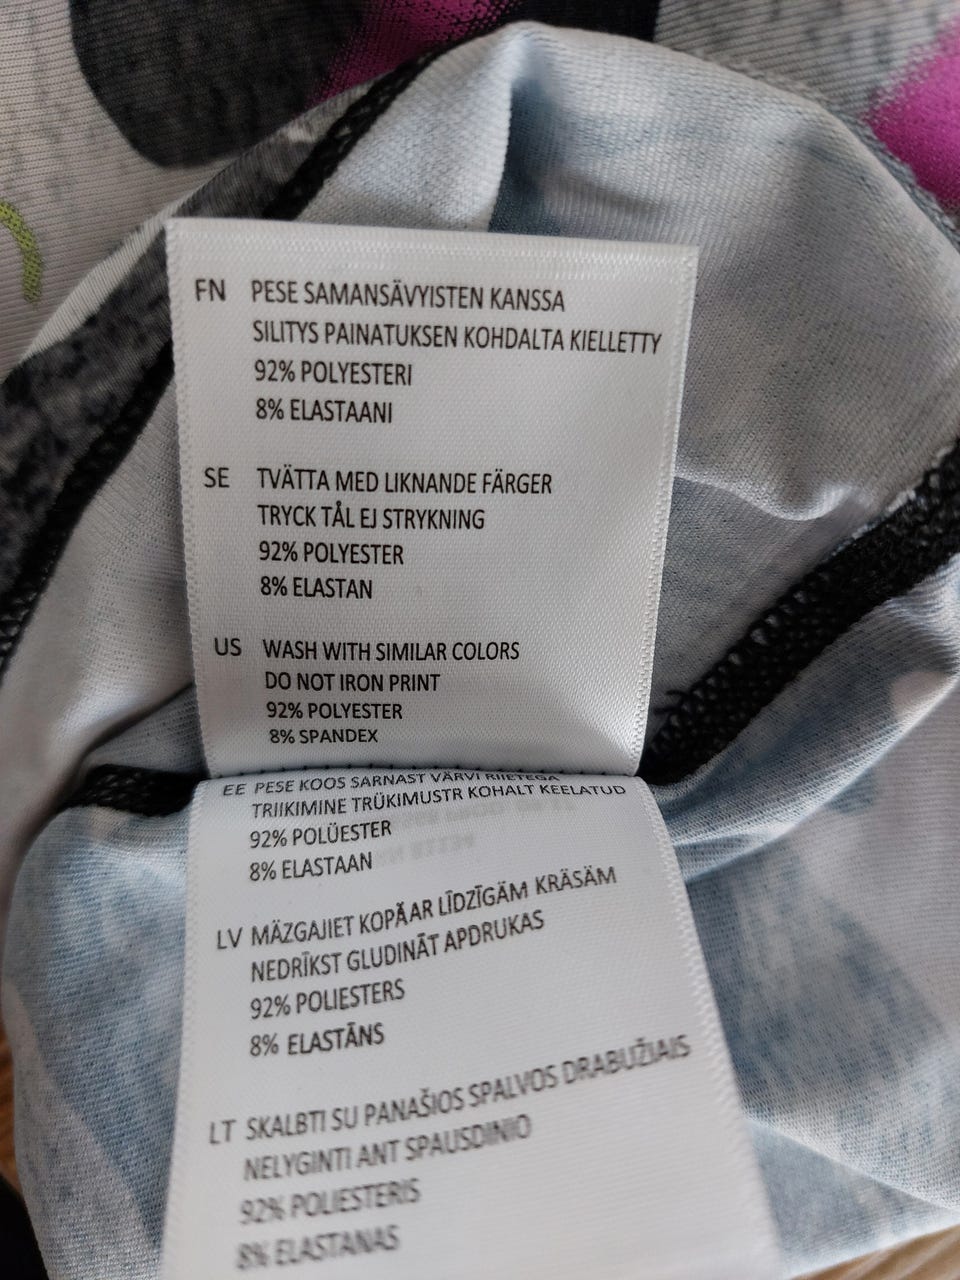 FN PESE SAMANSÄVYISTEN KANSSA
SILITYS PAINATUKSEN KOHDALTA KIELLETTY
92% POLYESTERI
8% ELASTAANI
SE TVÄTTA MED LIKNANDE FÄRGER
TRYCK TÅL EJ STRYKNING
92% POLYESTER
8% ELASTAN
US WASH WITH SIMILAR COLORS
DO NOT IRON PRINT
92% POLYESTER
8% SPANDEX
EE PESE KOOS SARNAST VÄRVI RIIETEGA
TRIIKIMINE TRÜKIMUSTR KOHALT KEELATUD
92% POLÜESTER
8% ELASTAAN
LV MÄZGAJIET KOPĀAR LĪDZĪGĀM KRÄSÄM
NEDRĪKST GLUDINĀT APDRUKAS
92% POLIESTERS
8% ELASTĀNS
LT SKALBTI SU PANAŠIOS SPALVOS DRABUŽIAIS
NELYGINTI ANT SPAUSDINIO
92% POLIESTERIS
8% ELASTANAS